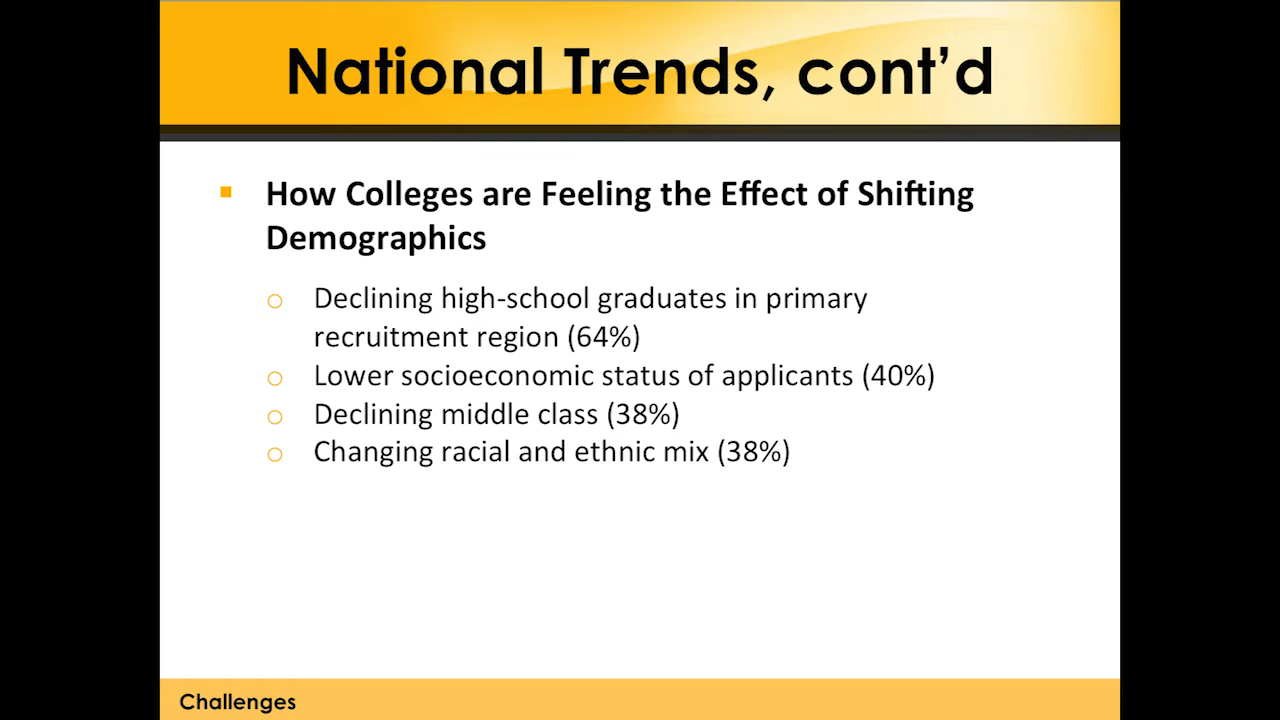 National Trends, cont’d
How Colleges are Feeling the Effect of Shifting
Demographics
Declining high-school graduates in primary
recruitment region (64%)
Lower socioeconomic status of applicants (40%)
Declining middle class (38%)
Changing racial and ethnic mix (38%)
Challenges